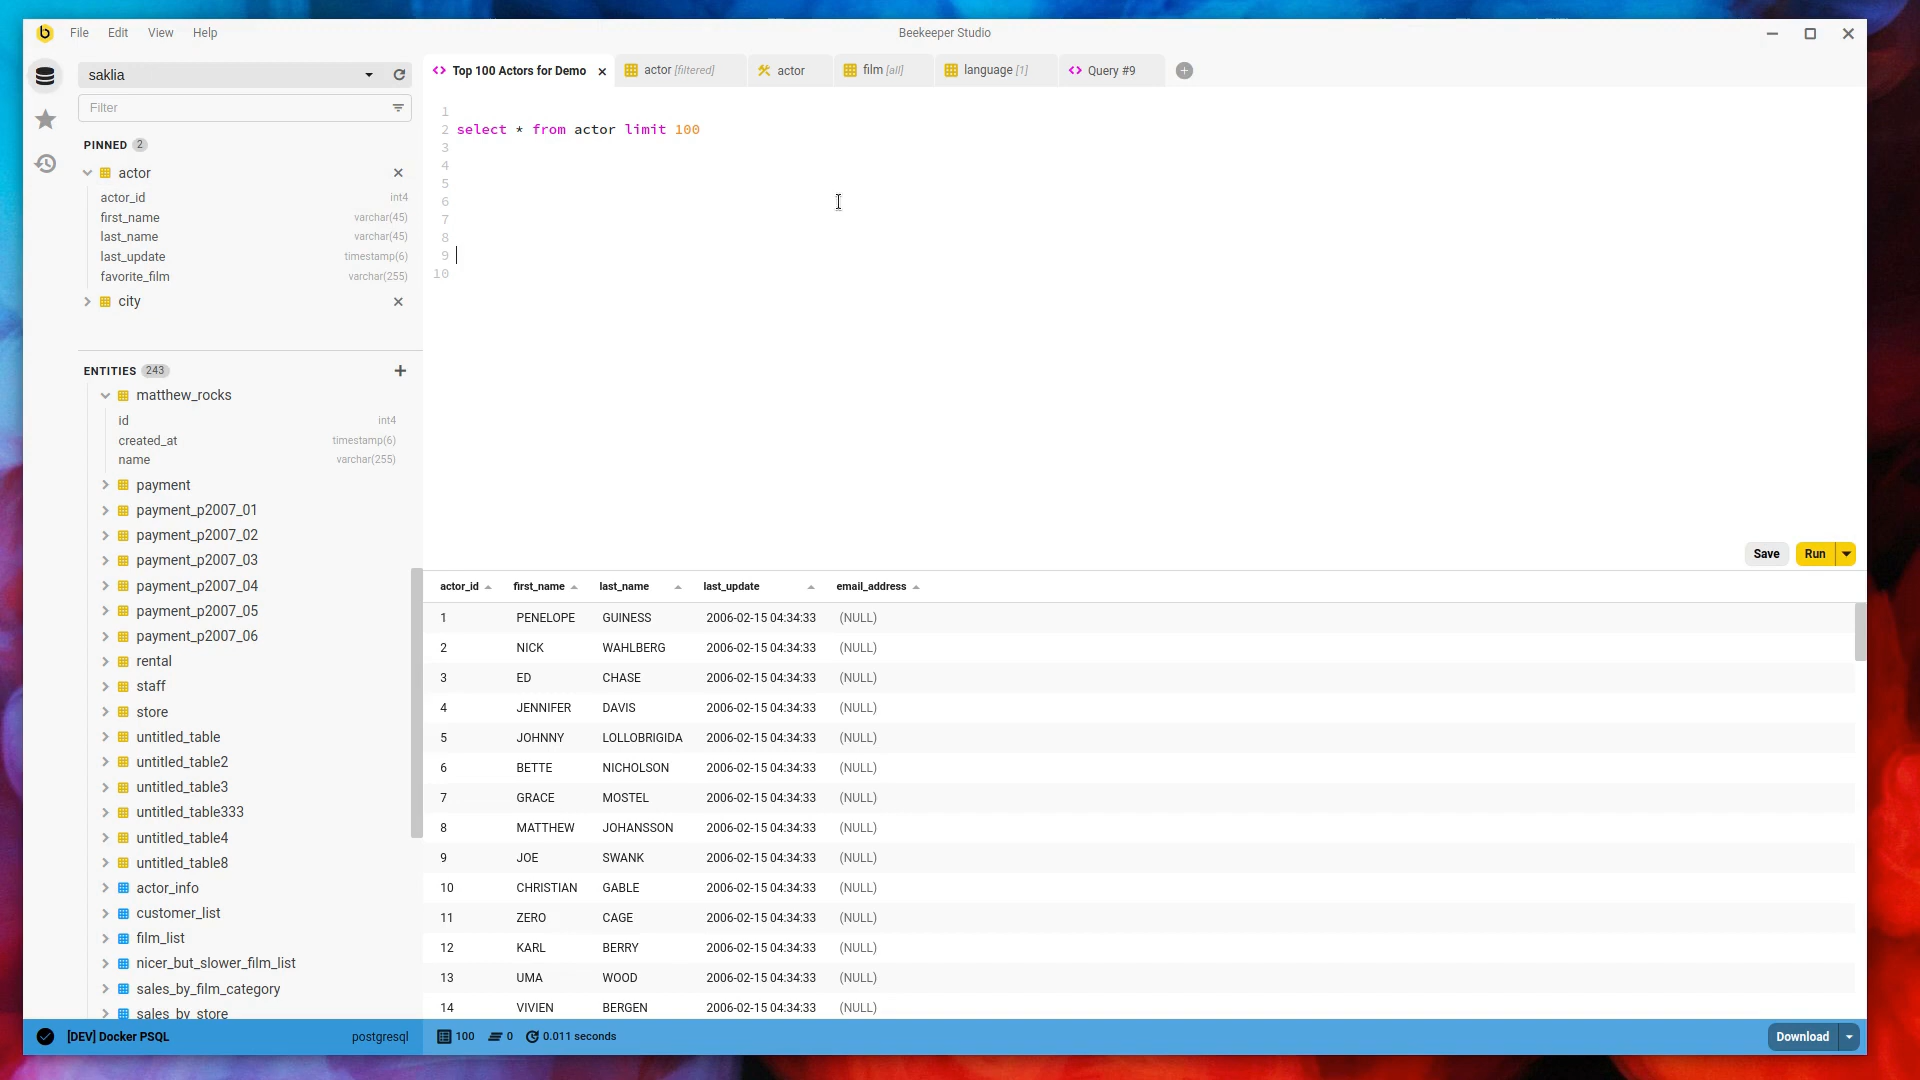 File Edit View Help
Beekeeper Studio
saklia
Filter
PINNED 2
actor
actor_id int4
first_name varchar(45)
last_name varchar(45)
last_update timestamp(6)
favorite_film varchar(255)
city
ENTITIES 243
matthew_rocks
id int4
created_at timestamp(6)
name varchar(255)
payment
payment_p2007_01
payment_p2007_02
payment_p2007_03
payment_p2007_04
payment_p2007_05
payment_p2007_06
rental
staff
store
untitled_table
untitled_table2
untitled_table3
untitled_table333
untitled_table4
untitled_table8
actor_info
customer_list
film_list
nicer_but_slower_film_list
sales_by_film_category
sales_by_store
[DEV] Docker PSQL postgresql
Top 100 Actors for Demo actor [filtered] actor film [all] language [1] Query #9
1
2 select * from actor limit 100
3
4
5
6
7
8
9
10
Save Run
actor_id first_name last_name last_update email_address
1 PENELOPE GUINESS 2006-02-15 04:34:33 (NULL)
2 NICK WAHLBERG 2006-02-15 04:34:33 (NULL)
3 ED CHASE 2006-02-15 04:34:33 (NULL)
4 JENNIFER DAVIS 2006-02-15 04:34:33 (NULL)
5 JOHNNY LOLLOBRIGIDA 2006-02-15 04:34:33 (NULL)
6 BETTE NICHOLSON 2006-02-15 04:34:33 (NULL)
7 GRACE MOSTEL 2006-02-15 04:34:33 (NULL)
8 MATTHEW JOHANSSON 2006-02-15 04:34:33 (NULL)
9 JOE SWANK 2006-02-15 04:34:33 (NULL)
10 CHRISTIAN GABLE 2006-02-15 04:34:33 (NULL)
11 ZERO CAGE 2006-02-15 04:34:33 (NULL)
12 KARL BERRY 2006-02-15 04:34:33 (NULL)
13 UMA WOOD 2006-02-15 04:34:33 (NULL)
14 VIVIEN BERGEN 2006-02-15 04:34:33 (NULL)
100 0 0.011 seconds Download